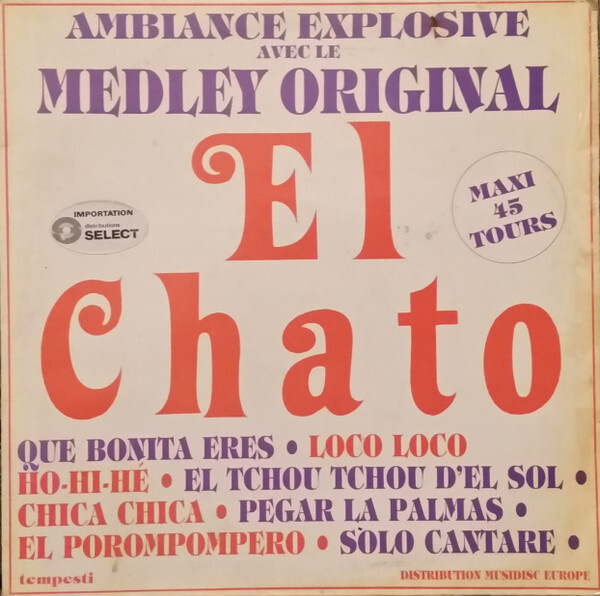 AMBIANCE EXPLOSIVE
AVEC LE
MEDLEY ORIGINAL
El
IMPORTATION
distributions
SELECT
MAXI
45
TOURS
Chato
QUE BONITA ERES • LOCO LOCO
HO-HI-HÉ • EL TCHOU TCHOU D'EL SOL •
CHICA CHICA • PEGAR LA PALMAS •
EL POROMPOMPERO • SOLO CANTARE •
tempesti
DISTRIBUTION MUSIDISC EUROPE